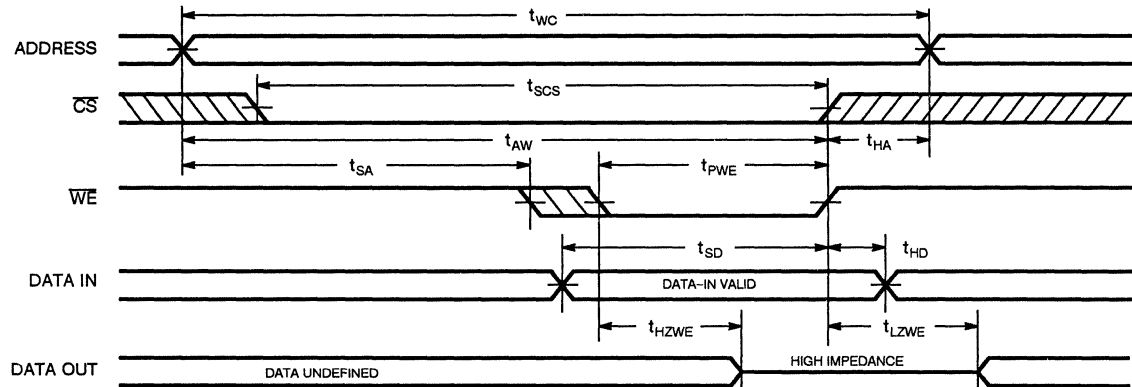 tWC
ADDRESS
tSCS
CS
tAW
tHA
tSA
tPWE
WE
tSD
tHD
DATA IN
DATA-IN VALID
tHZWE
tLZWE
DATA OUT
DATA UNDEFINED
HIGH IMPEDANCE